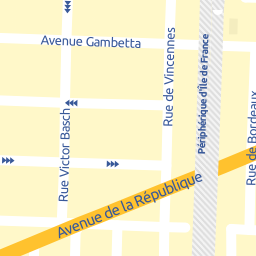 Avenue Gambetta
Rue de Vincennes
Périphérique d'Île de France
Rue Victor Basch
Rue de Bordeaux
Avenue de la République